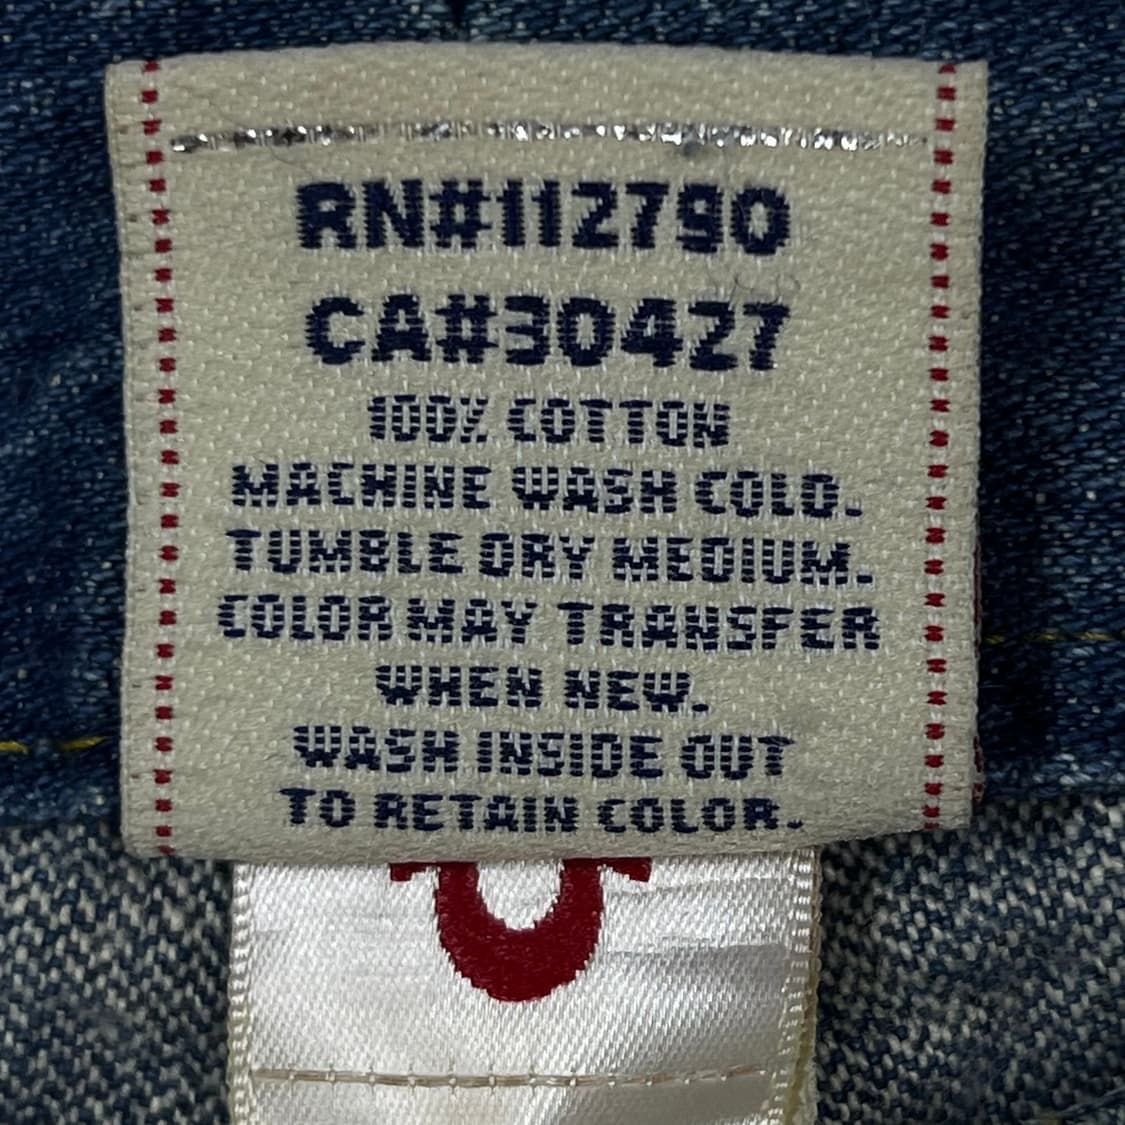 RN#112790
CA#30427
100% COTTON
MACHINE WASH COLD.
TUMBLE DRY MEDIUM.
COLOR MAY TRANSFER
WHEN NEW.
WASH INSIDE OUT
TO RETAIN COLOR.